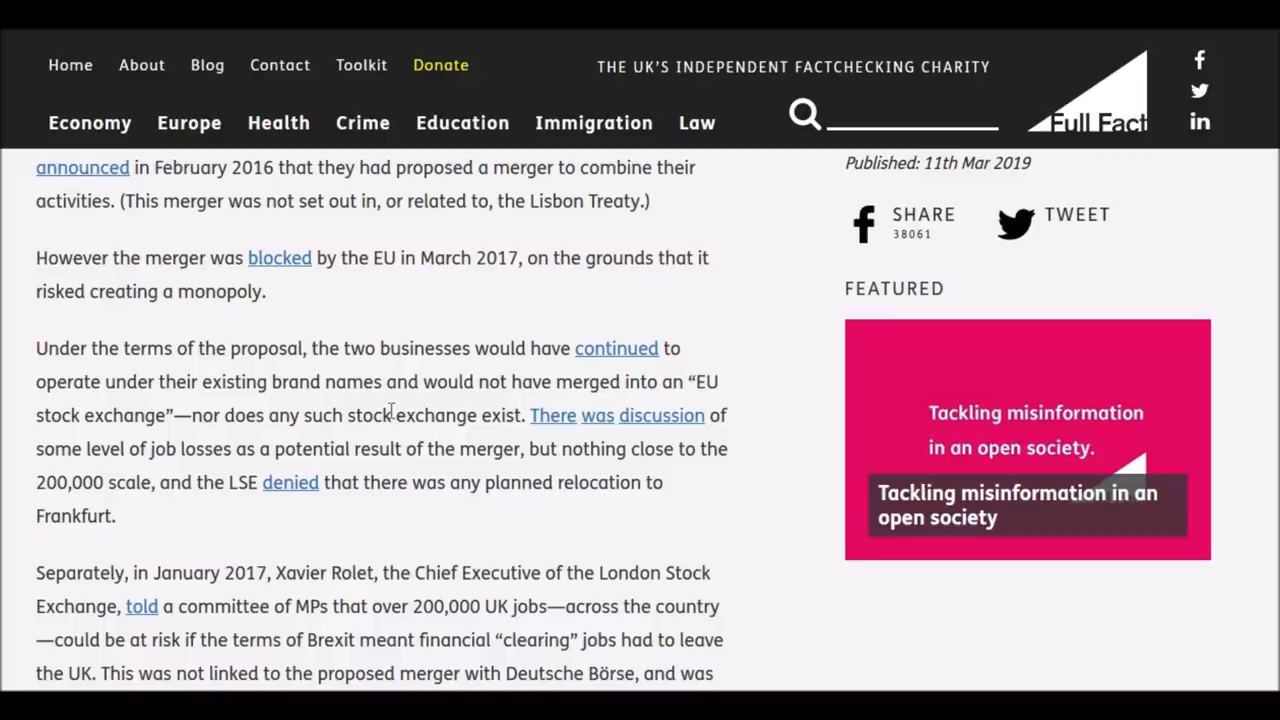 Home About Blog Contact Toolkit Donate
THE UK'S INDEPENDENT FACTCHECKING CHARITY
Economy Europe Health Crime Education Immigration Law
Full Fact
announced in February 2016 that they had proposed a merger to combine their
activities. (This merger was not set out in, or related to, the Lisbon Treaty.)
However the merger was blocked by the EU in March 2017, on the grounds that it
risked creating a monopoly.
Under the terms of the proposal, the two businesses would have continued to
operate under their existing brand names and would not have merged into an “EU
stock exchange”—nor does any such stock exchange exist. There was discussion of
some level of job losses as a potential result of the merger, but nothing close to the
200,000 scale, and the LSE denied that there was any planned relocation to
Frankfurt.
Separately, in January 2017, Xavier Rolet, the Chief Executive of the London Stock
Exchange, told a committee of MPs that over 200,000 UK jobs—across the country
—could be at risk if the terms of Brexit meant financial “clearing” jobs had to leave
the UK. This was not linked to the proposed merger with Deutsche Börse, and was
Published: 11th Mar 2019
SHARE
38061
TWEET
FEATURED
Tackling misinformation
in an open society.
Tackling misinformation in an
open society